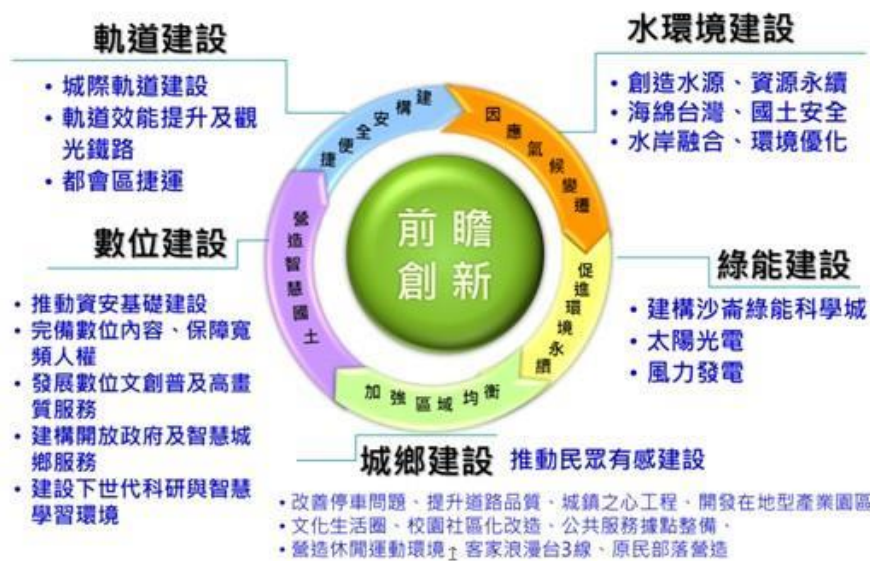 軌道建設
• 城際軌道建設
• 軌道效能提升及觀
光鐵路
• 都會區捷運
水環境建設
• 創造水源、資源永續
• 海綿台灣、國土安全
• 水岸融合、環境優化
建構安全便捷
因應氣候變遷
促進環境永續
加強區域均衡
營造智慧國土
前瞻
創新
數位建設
• 推動資安基礎建設
• 完備數位內容、保障寬
頻人權
• 發展數位文創普及高畫
質服務
• 建構開放政府及智慧城
鄉服務
• 建設下世代科研與智慧
學習環境
綠能建設
• 建構沙崙綠能科學城
• 太陽光電
• 風力發電
城鄉建設 推動民眾有感建設
• 改善停車問題、提升道路品質、城鎮之心工程、開發在地型產業園區
• 文化生活圈、校園社區化改造、公共服務據點整備、
• 營造休閒運動環境、客家浪漫台3線、原民部落營造